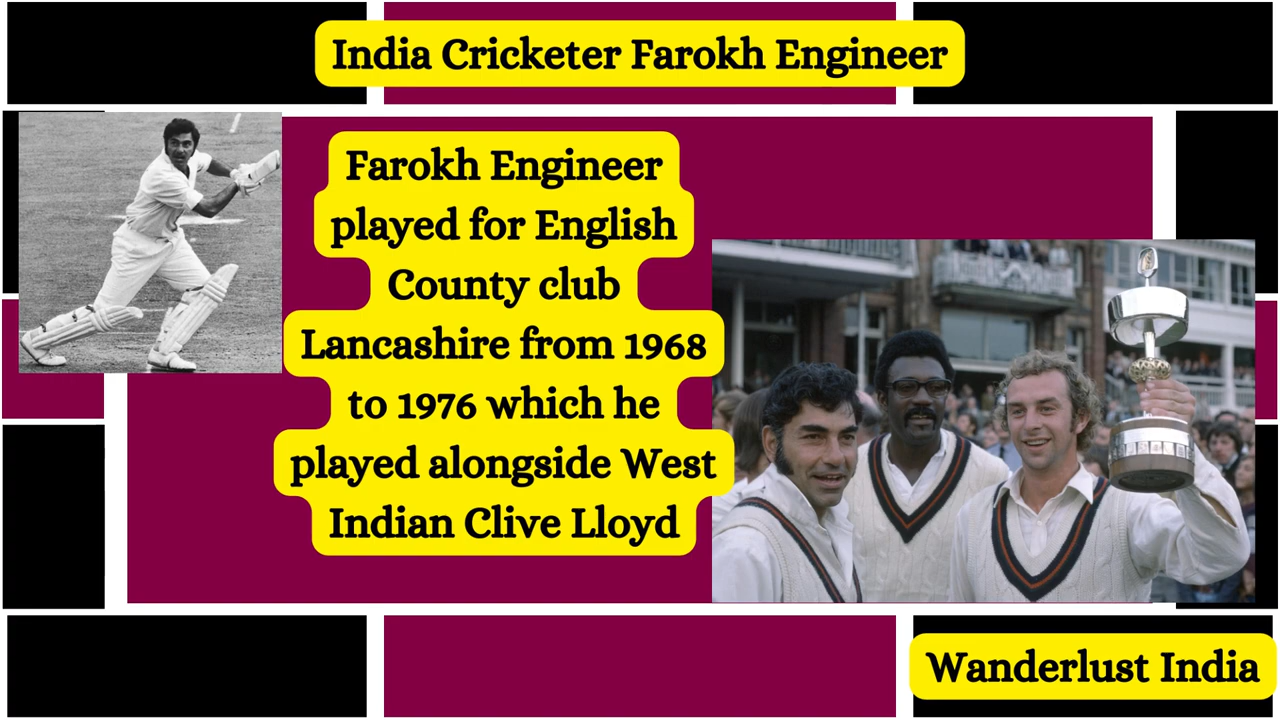 India Cricketer Farokh Engineer
Farokh Engineer
played for English
County club
Lancashire from 1968
to 1976 which he
played alongside West
Indian Clive Lloyd
Wanderlust India